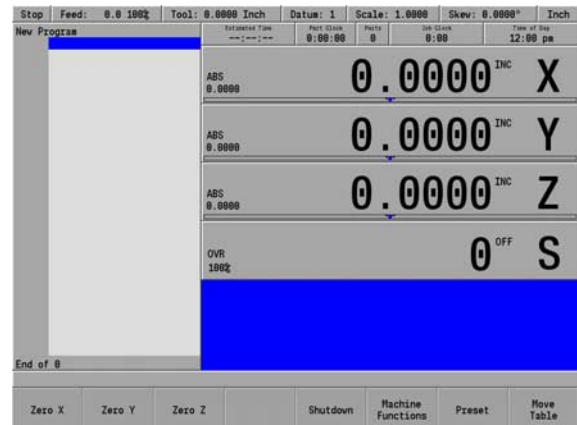 Stop Feed: 0.0 100% Tool: 0.0000 Inch Datum: 1 Scale: 1.0000 Skew: 0.0000° Inch
New Program
Estimated Time Part Clock Parts Job Clock Time of Day
--:--:-- 0:00:00 0 0:00 12:00 pm
ABS
0.0000
0.0000 INC X
ABS
0.0000
0.0000 INC Y
ABS
0.0000
0.0000 INC Z
OVR
100%
0 OFF S
End of 0
Zero X Zero Y Zero Z Shutdown Machine Functions Preset Move Table